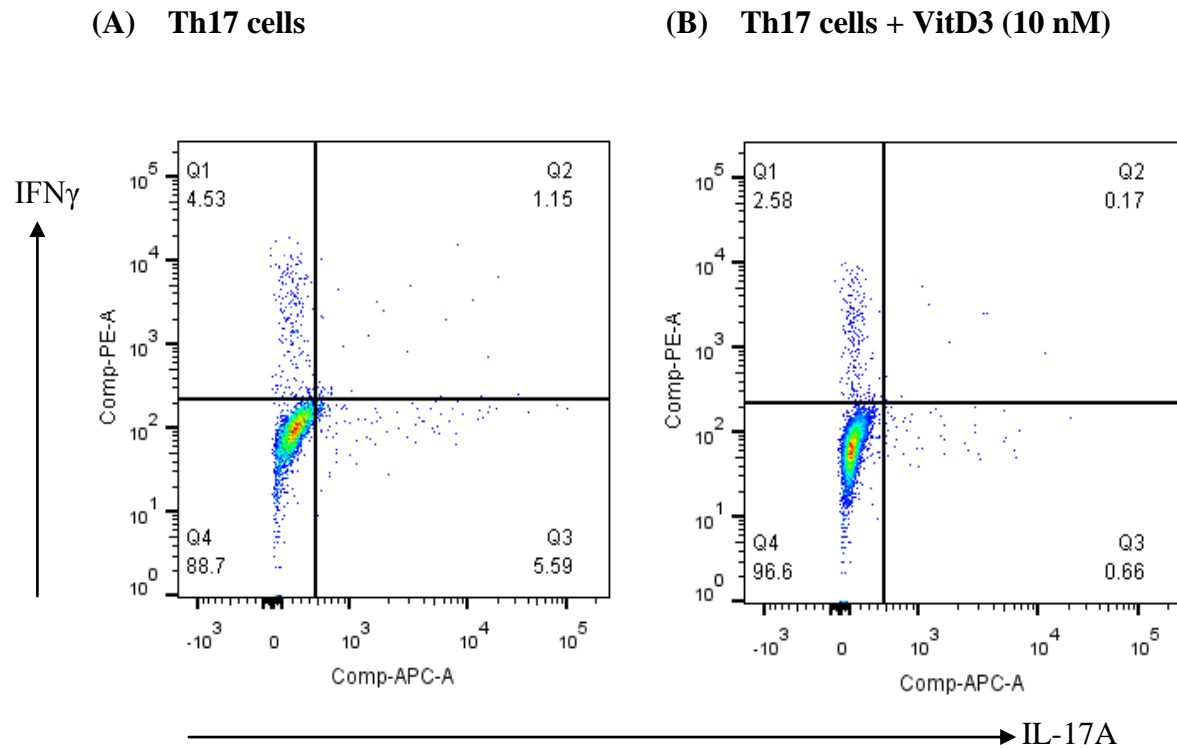 (A) Th17 cells
(B) Th17 cells + VitD3 (10 nM)
IFNγ
Q1
4.53
Q2
1.15
Q4
88.7
Q3
5.59
10^5
10^4
10^3
10^2
10^1
10^0
Comp-PE-A
-10^3 0 10^3 10^4 10^5
Comp-APC-A
Q1
2.58
Q2
0.17
Q4
96.6
Q3
0.66
10^5
10^4
10^3
10^2
10^1
10^0
Comp-PE-A
-10^3 0 10^3 10^4 10^5
Comp-APC-A
IL-17A